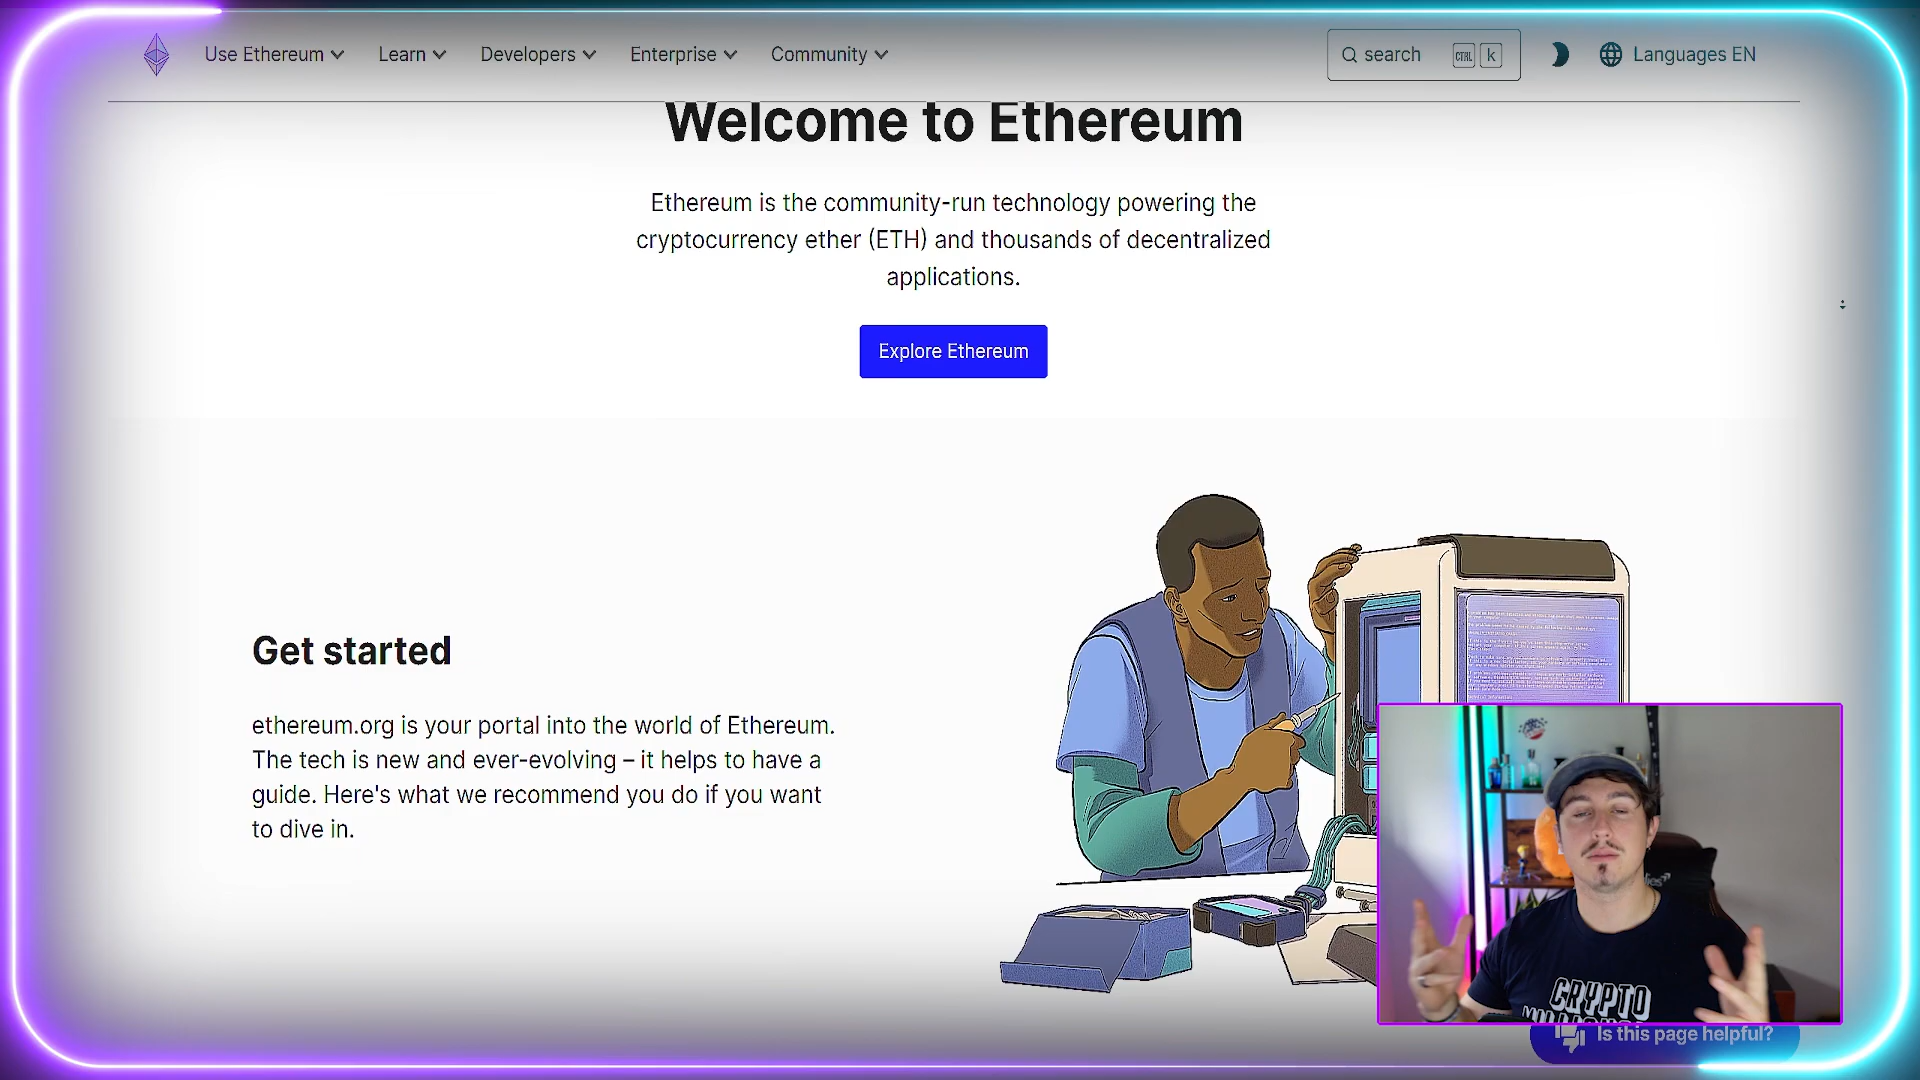 Use Ethereum
Learn
Developers
Enterprise
Community
search
CTRL k
Languages EN
Welcome to Ethereum
Ethereum is the community-run technology powering the
cryptocurrency ether (ETH) and thousands of decentralized
applications.
Explore Ethereum
Get started
ethereum.org is your portal into the world of Ethereum.
The tech is new and ever-evolving – it helps to have a
guide. Here's what we recommend you do if you want
to dive in.
CRYPTO
Is this page helpful?